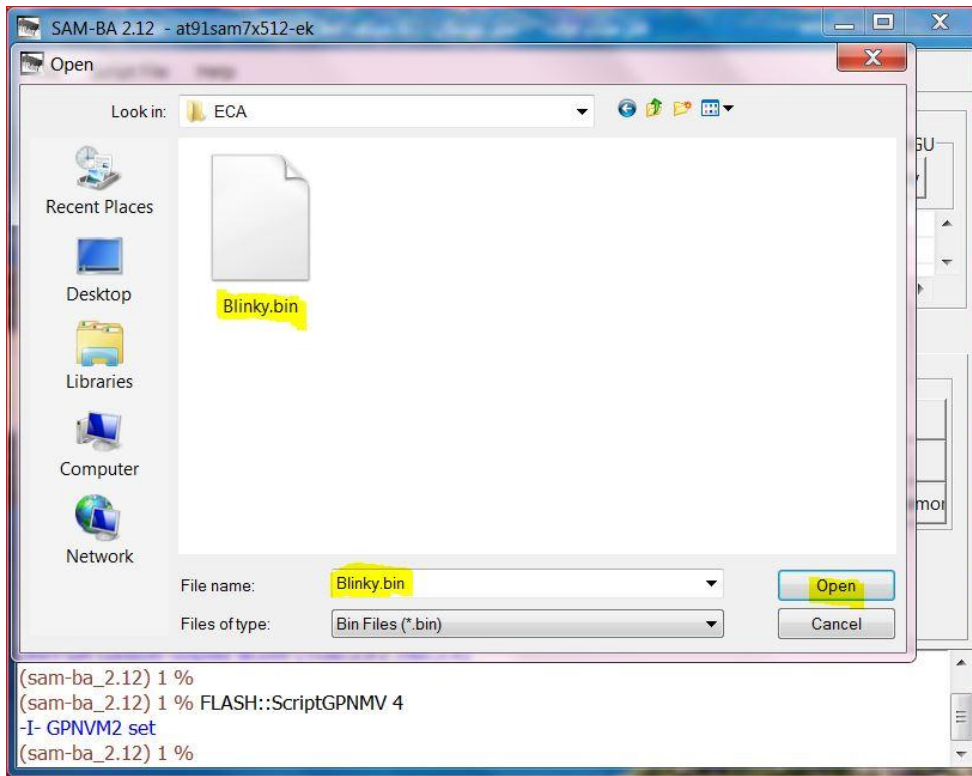 SAM-BA 2.12 - at91sam7x512-ek
Open
Help
Look in: ECA
Recent Places
Desktop
Libraries
Computer
Network
Blinky.bin
File name: Blinky.bin Open
Files of type: Bin Files (*.bin) Cancel
(sam-ba_2.12) 1 %
(sam-ba_2.12) 1 % FLASH::ScriptGPNMV 4
-I- GPNVM2 set
(sam-ba_2.12) 1 %